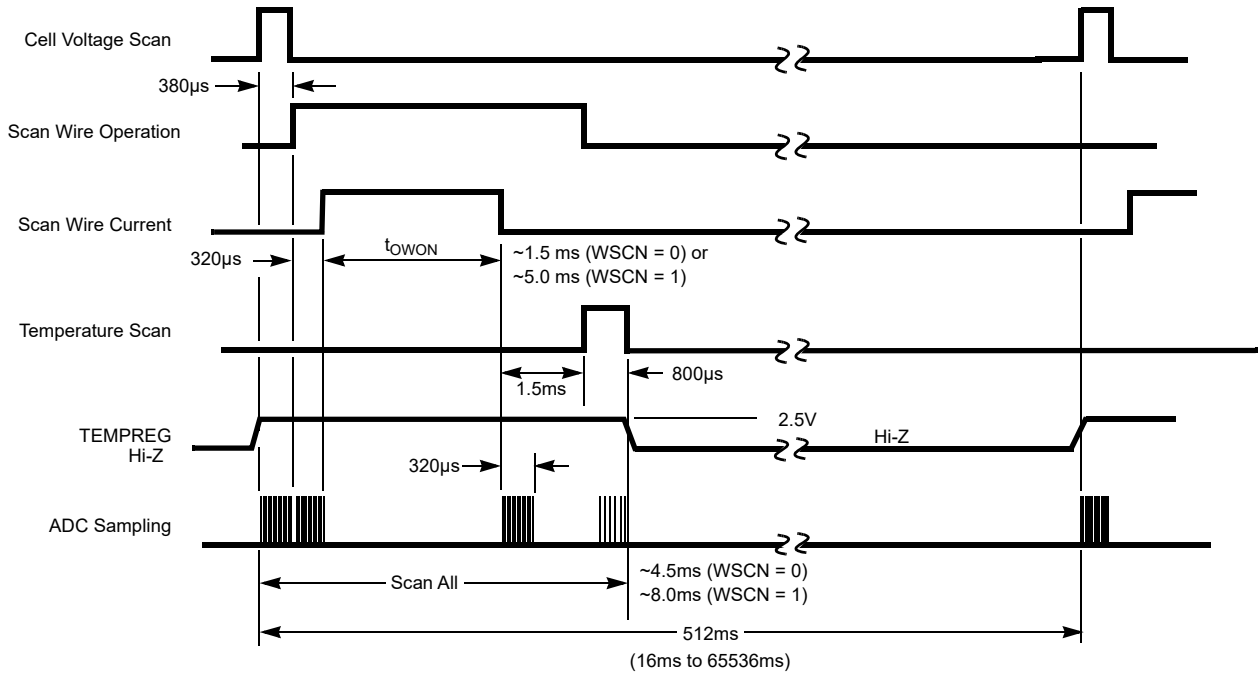 Cell Voltage Scan
380µs
Scan Wire Operation
Scan Wire Current
320µs
tOWON
~1.5 ms (WSCN = 0) or
~5.0 ms (WSCN = 1)
Temperature Scan
1.5ms
800µs
TEMPREG
Hi-Z
2.5V
Hi-Z
320µs
ADC Sampling
Scan All
~4.5ms (WSCN = 0)
~8.0ms (WSCN = 1)
512ms
(16ms to 65536ms)